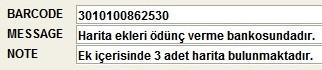 BARCODE 3010100862530
MESSAGE Harita ekleri ödünç verme bankosundadır.
NOTE Ek içerisinde 3 adet harita bulunmaktadır.